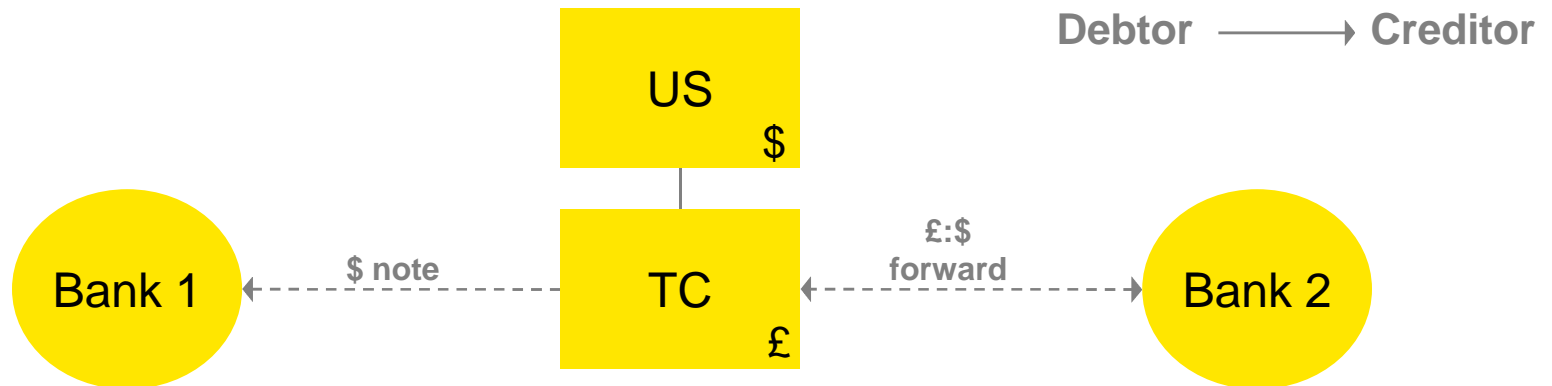 Debtor Creditor
US
$
£:$
forward
$ note
Bank 1
TC
£
Bank 2